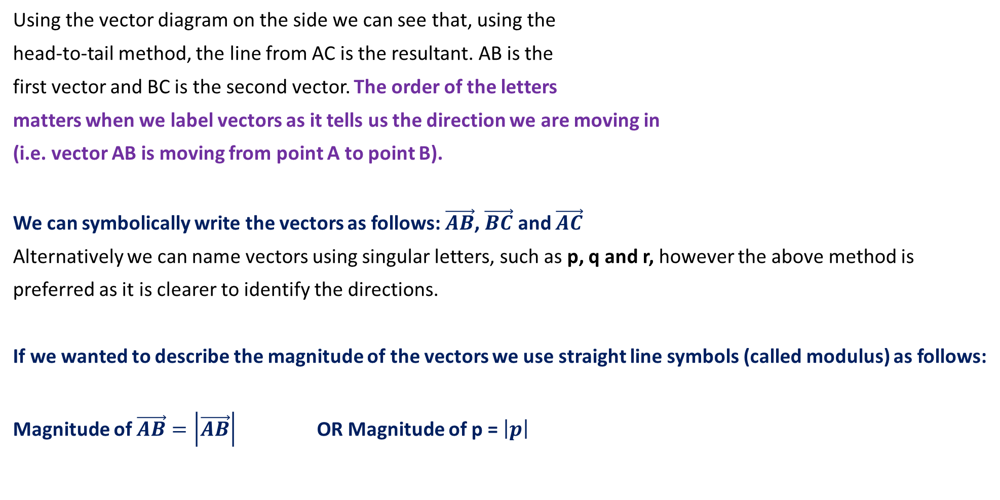 Using the vector diagram on the side we can see that, using the
head-to-tail method, the line from AC is the resultant. AB is the
first vector and BC is the second vector. The order of the letters
matters when we label vectors as it tells us the direction we are moving in
(i.e. vector AB is moving from point A to point B).
We can symbolically write the vectors as follows: $\overrightarrow{AB}$, $\overrightarrow{BC}$ and $\overrightarrow{AC}$
Alternatively we can name vectors using singular letters, such as p, q and r, however the above method is
preferred as it is clearer to identify the directions.
If we wanted to describe the magnitude of the vectors we use straight line symbols (called modulus) as follows:
Magnitude of $\overrightarrow{AB} = |\overrightarrow{AB}|$ OR Magnitude of p = $|p|$